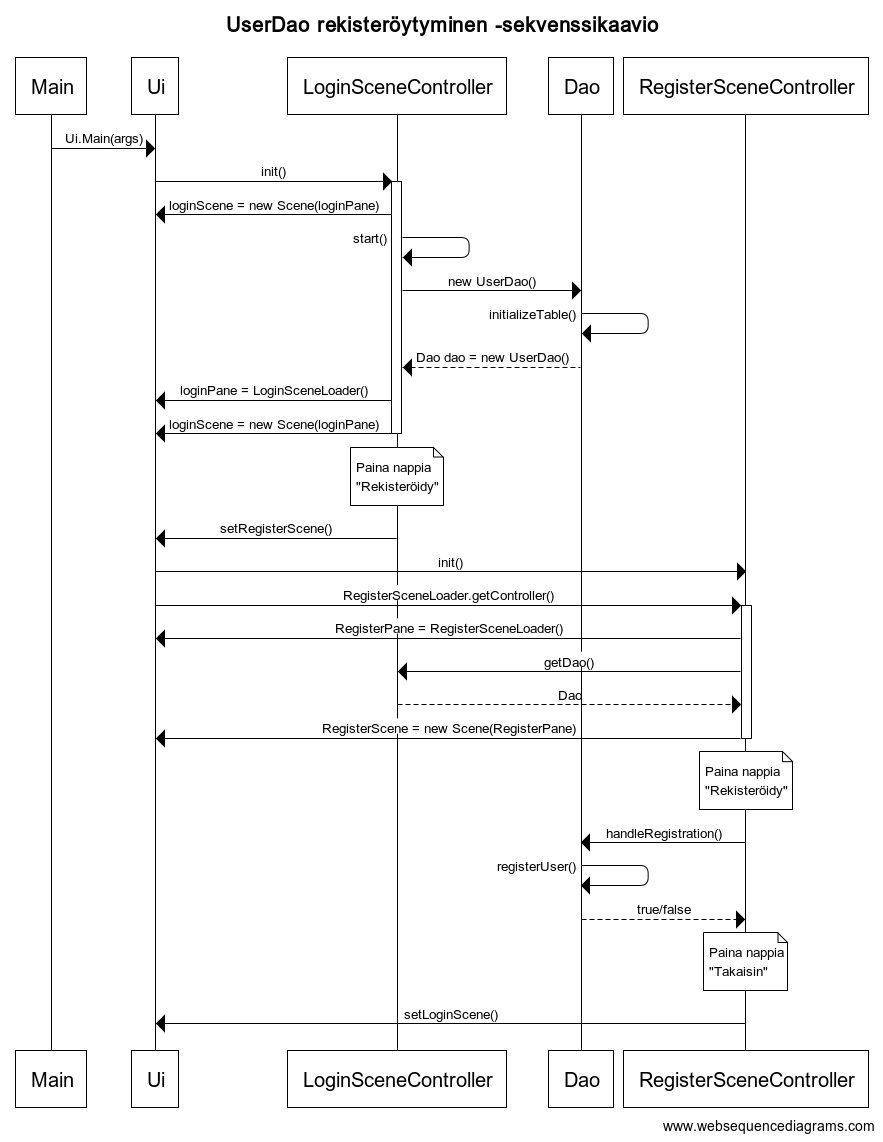 UserDao rekisteröytyminen -sekvenssikaavio
Main
Ui
LoginSceneController
Dao
RegisterSceneController
Ui.Main(args)
init()
loginScene = new Scene(loginPane)
start()
new UserDao()
initializeTable()
Dao dao = new UserDao()
loginPane = LoginSceneLoader()
loginScene = new Scene(loginPane)
Paina nappia
"Rekisteröidy"
setRegisterScene()
init()
RegisterSceneLoader.getController()
RegisterPane = RegisterSceneLoader()
getDao()
Dao
RegisterScene = new Scene(RegisterPane)
Paina nappia
"Rekisteröidy"
handleRegistration()
registerUser()
true/false
Paina nappia
"Takaisin"
setLoginScene()
Main
Ui
LoginSceneController
Dao
RegisterSceneController
www.websequencediagrams.com